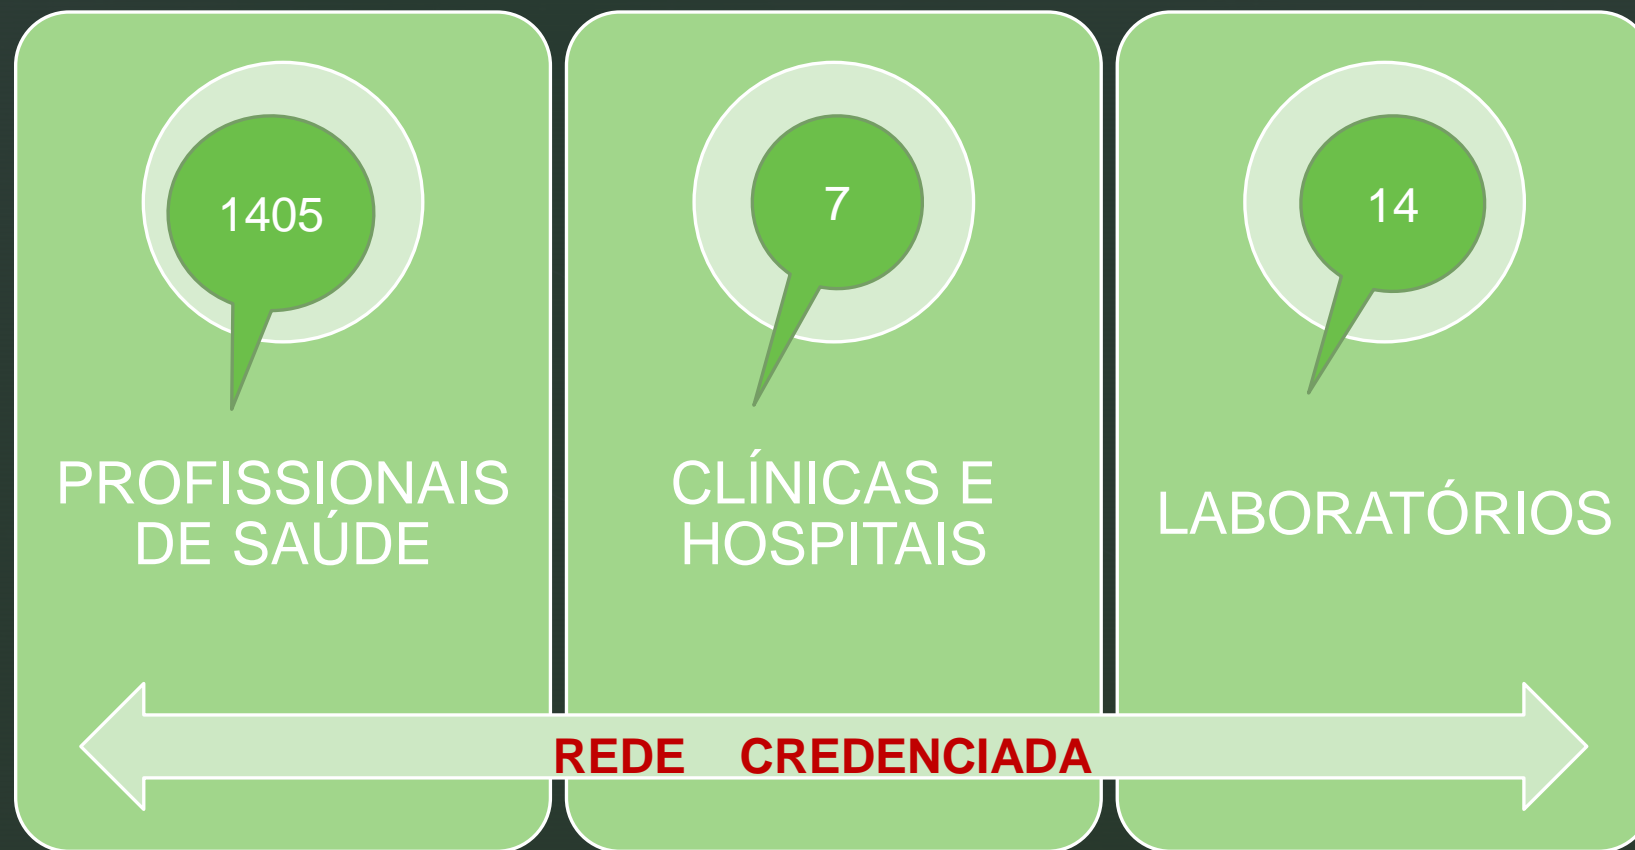 1405
PROFISSIONAIS
DE SAÚDE
7
CLÍNICAS E
HOSPITAIS
14
LABORATÓRIOS
REDE CREDENCIADA